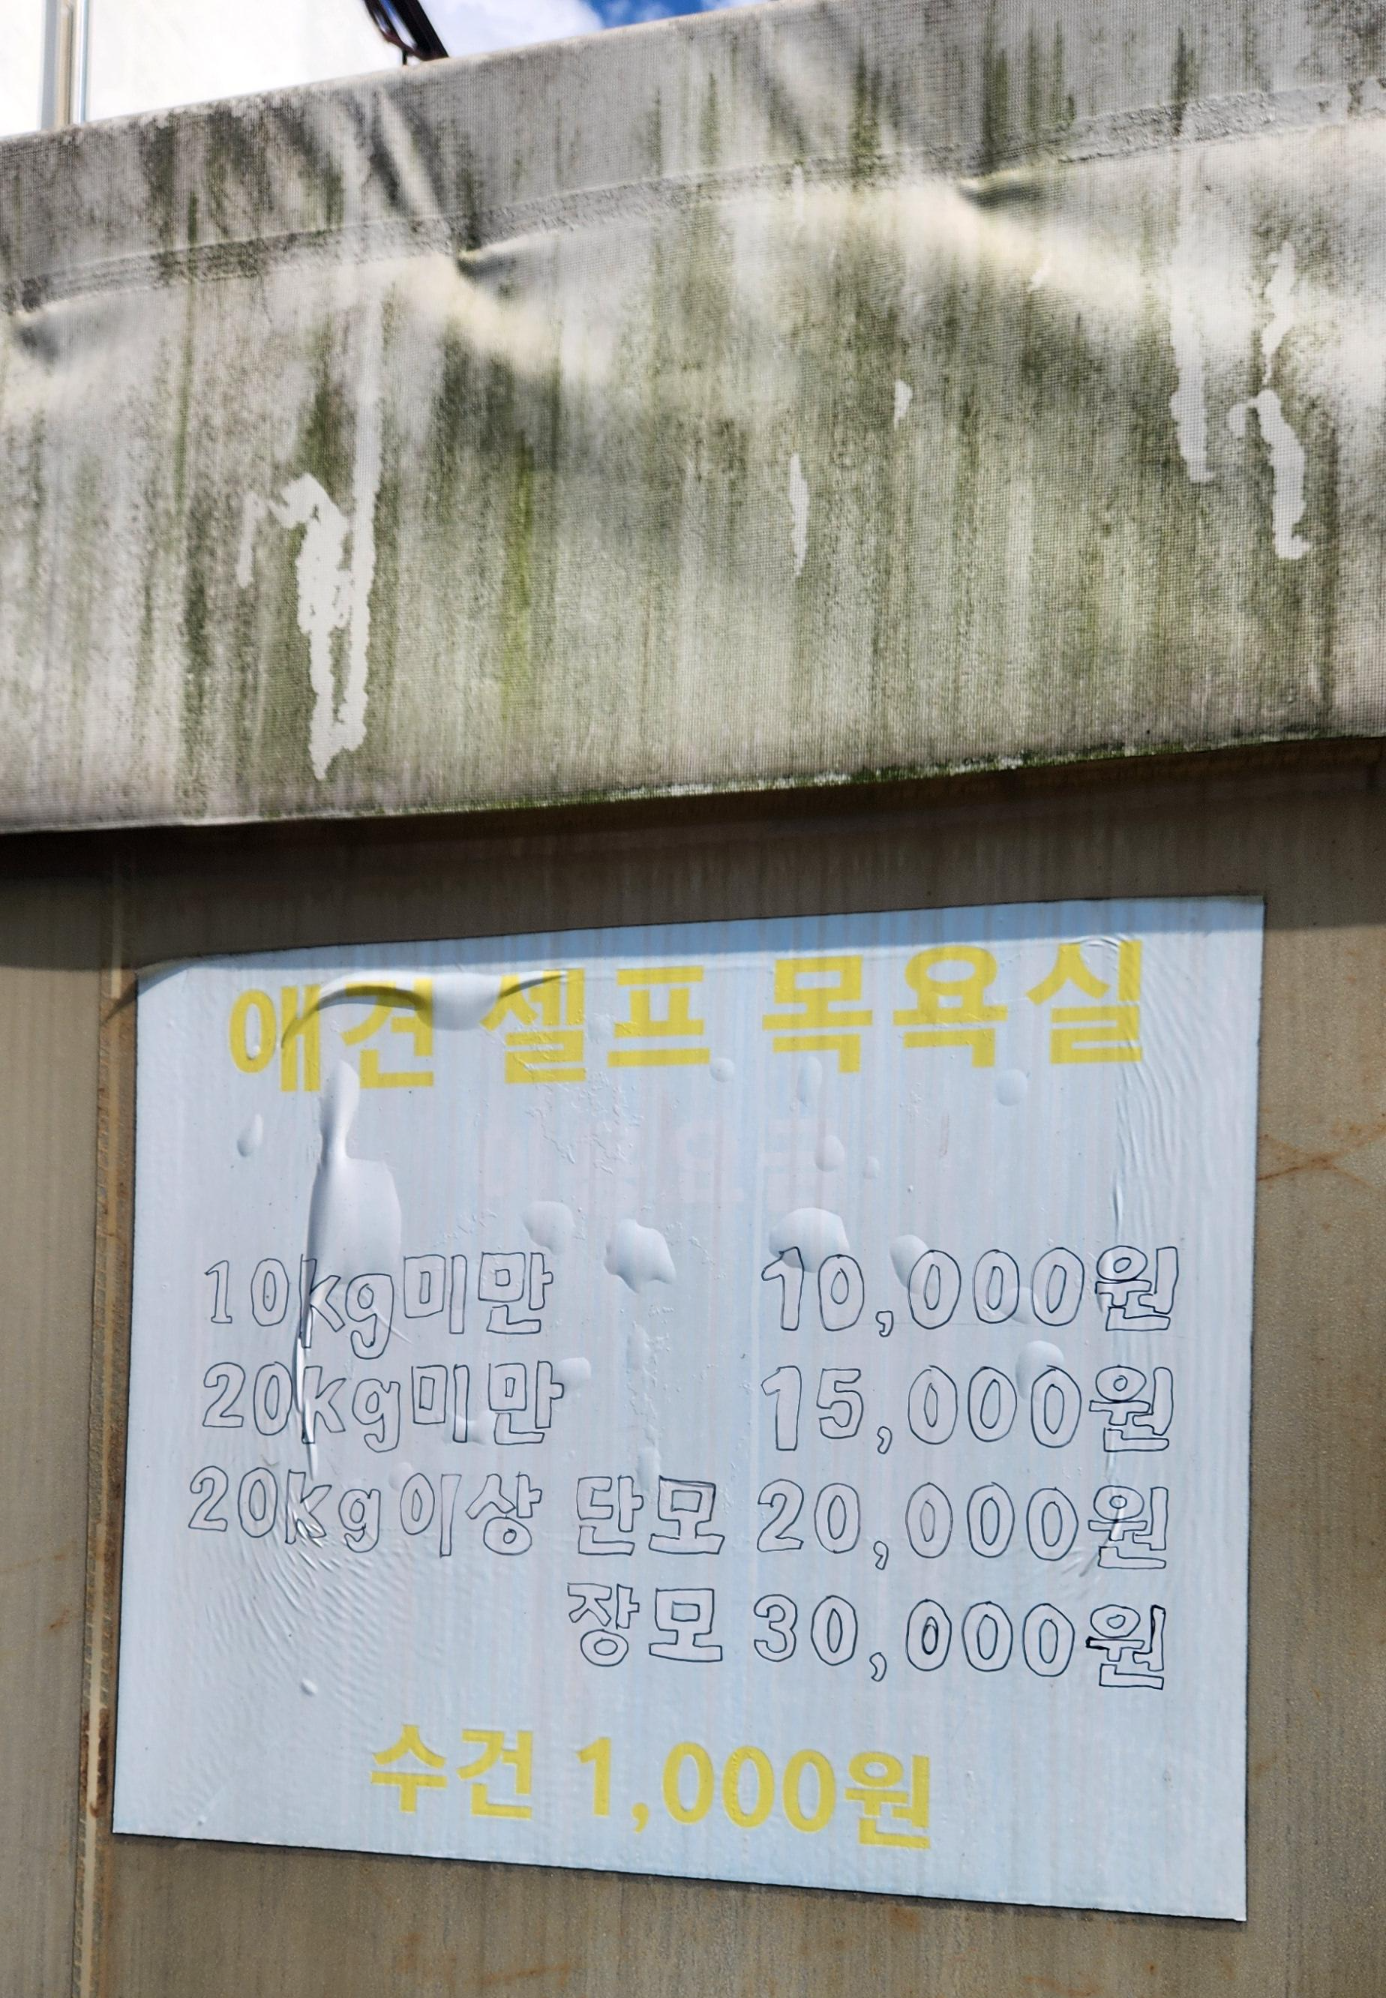 애견 셀프 목욕실
10kg미만 10,000원
20kg미만 15,000원
20kg이상 단모 20,000원
장모 30,000원
수건 1,000원